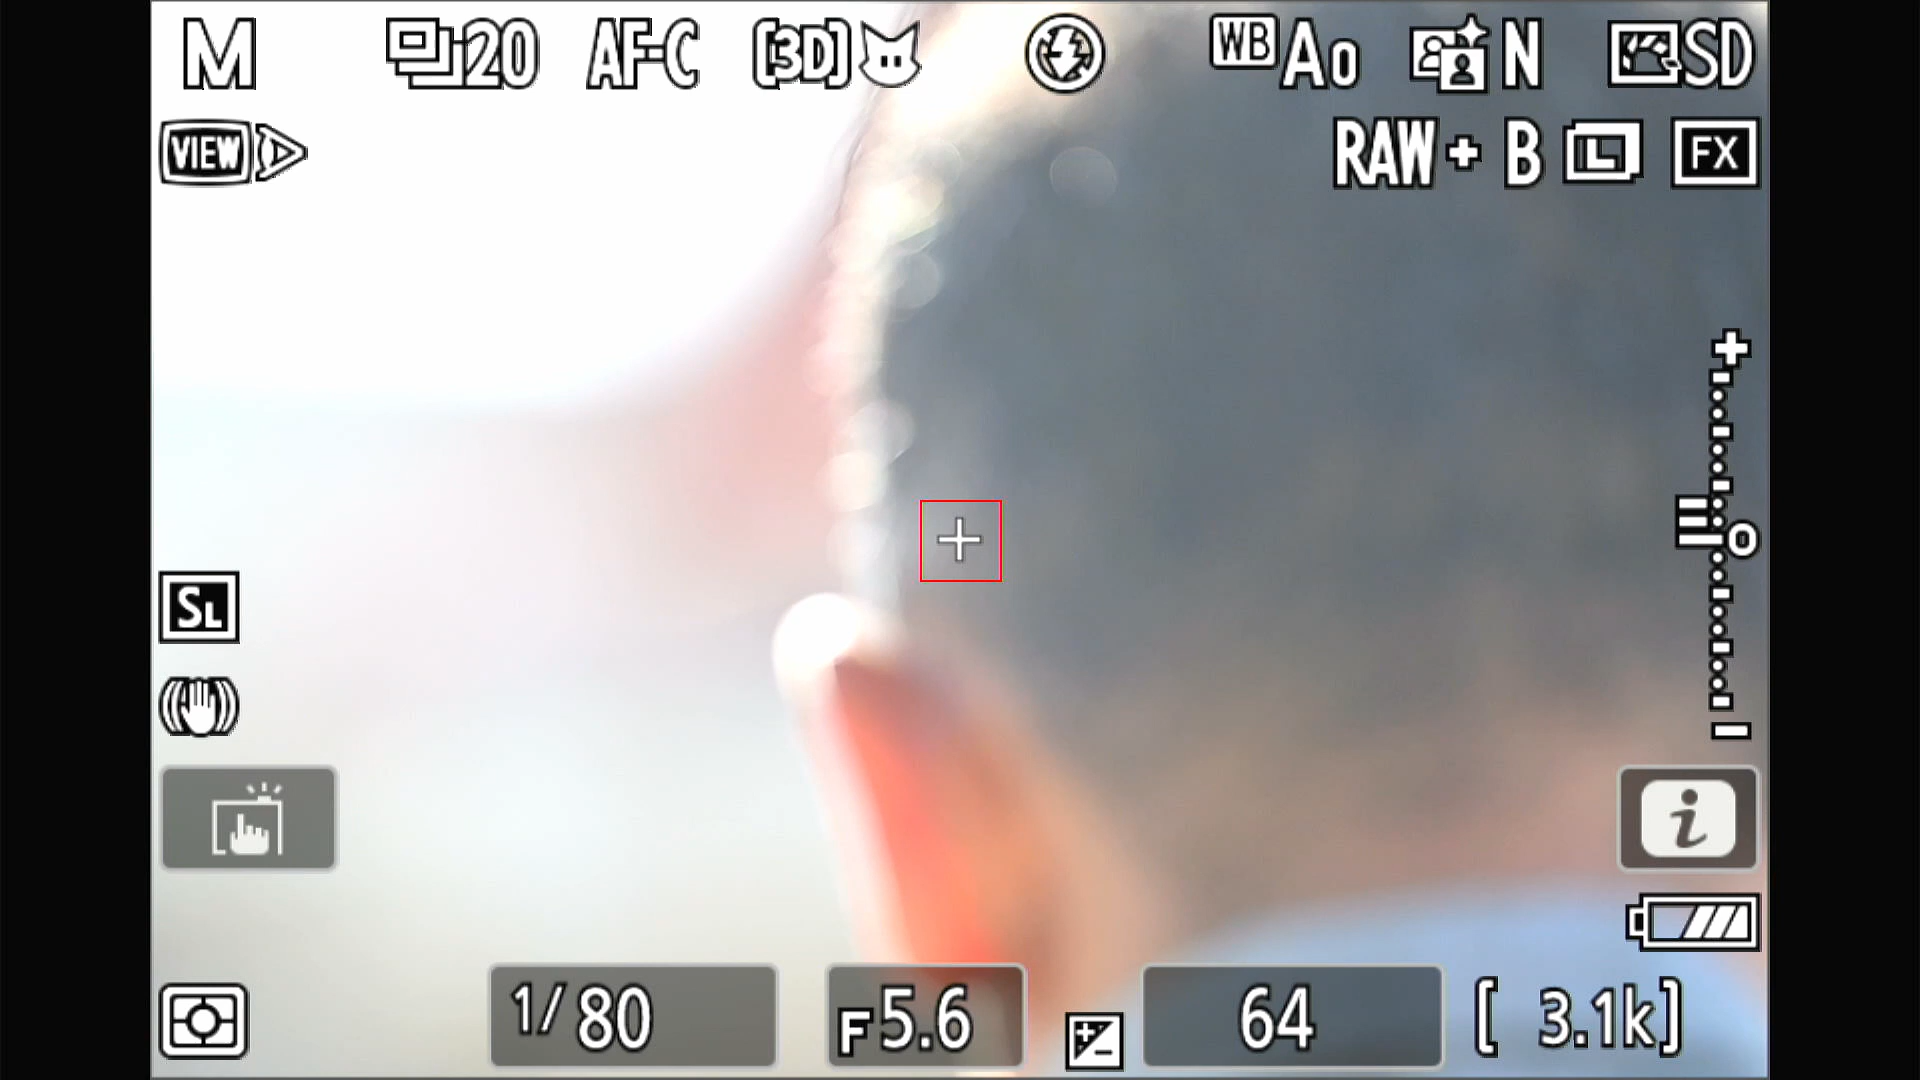 M 20 AF-C [3D] WB A0 N SD
VIEW RAW + B L FX
SL
i
1/80 F5.6 64 [ 3.1k]